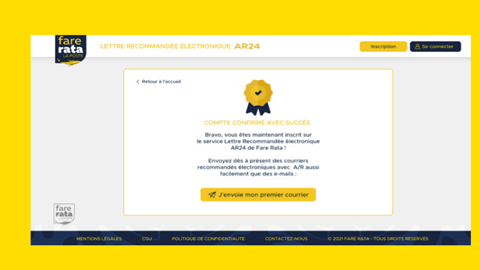 fare
rata
LA POSTE
LETTRE RECOMMANDÉE ÉLECTRONIQUE AR24
Inscription
Se connecter
Retour à l'accueil
COMPTE CONFIRMÉ AVEC SUCCÈS
Bravo, vous êtes maintenant inscrit sur
le service Lettre Recommandée électronique
AR24 de Fare Rata !
Envoyez dès à présent des courriers
recommandés électroniques avec A/R aussi
facilement que des e-mails :
J'envoie mon premier courrier
fare
rata
MENTIONS LÉGALES
CGU
POLITIQUE DE CONFIDENTIALITÉ
CONTACTEZ-NOUS
© 2021 FARE RATA - TOUS DROITS RÉSERVÉS